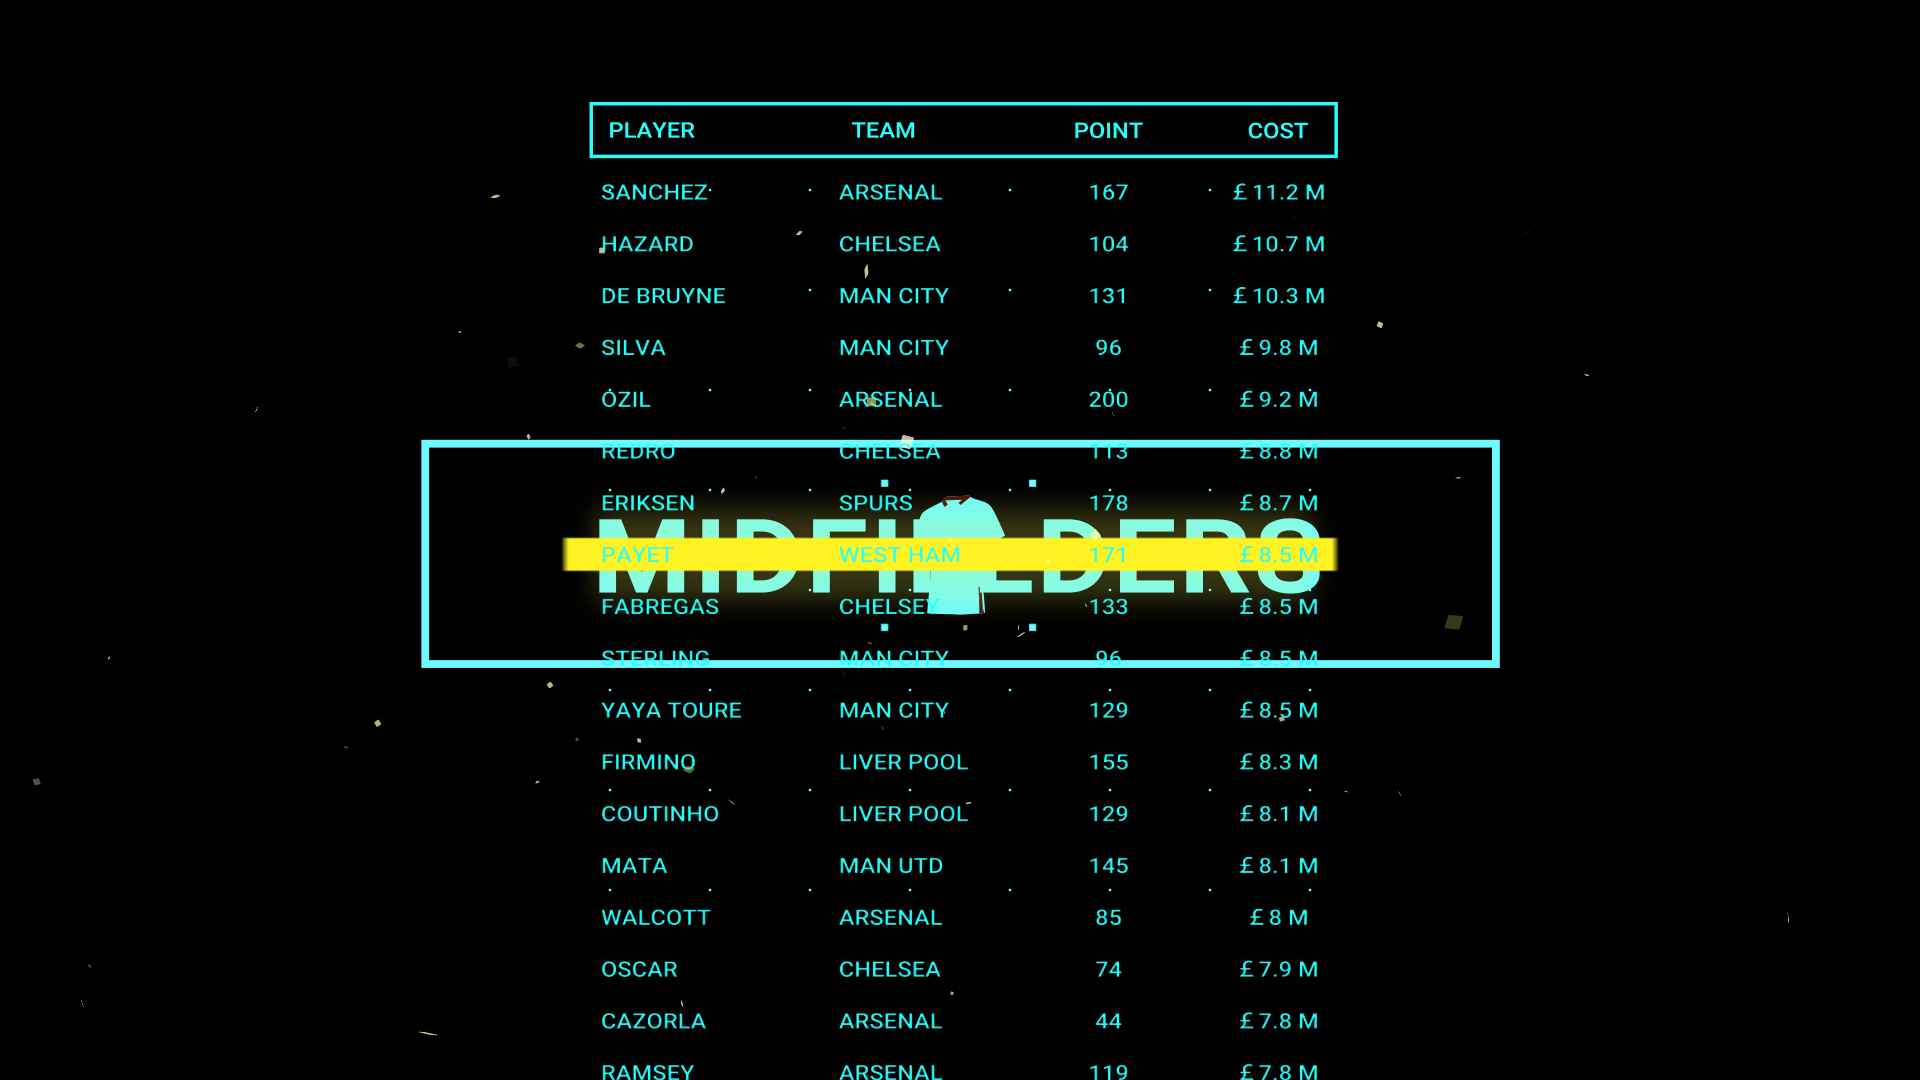 PLAYER TEAM POINT COST
SANCHEZ ARSENAL 167 £ 11.2 M
HAZARD CHELSEA 104 £ 10.7 M
DE BRUYNE MAN CITY 131 £ 10.3 M
SILVA MAN CITY 96 £ 9.8 M
ÖZIL ARSENAL 200 £ 9.2 M
REDRO CHELSEA 113 £ 8.8 M
ERIKSEN SPURS 178 £ 8.7 M
MIDFIELDERS
PAYET WEST HAM 171 £ 8.5 M
FABREGAS CHELSEY 133 £ 8.5 M
STERLING MAN CITY 96 £ 8.5 M
YAYA TOURE MAN CITY 129 £ 8.5 M
FIRMINO LIVER POOL 155 £ 8.3 M
COUTINHO LIVER POOL 129 £ 8.1 M
MATA MAN UTD 145 £ 8.1 M
WALCOTT ARSENAL 85 £ 8 M
OSCAR CHELSEA 74 £ 7.9 M
CAZORLA ARSENAL 44 £ 7.8 M
RAMSEY ARSENAL 119 £ 7.8 M